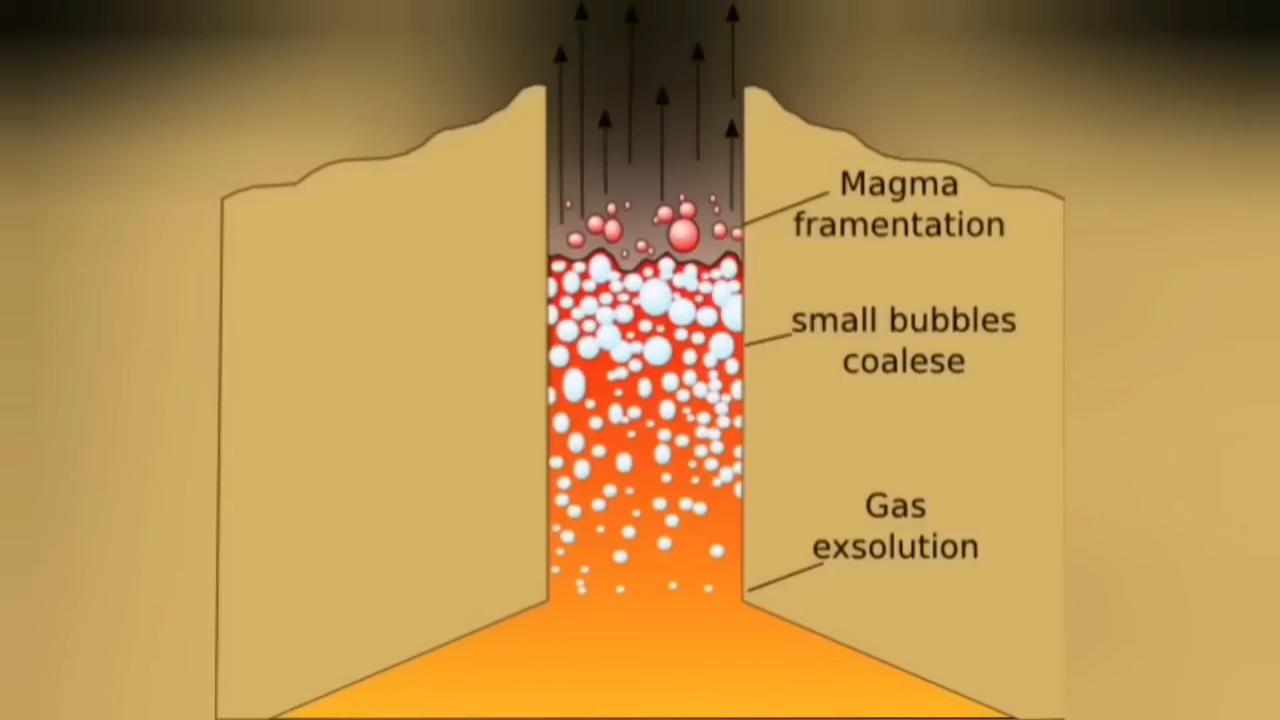 Magma
framentation
small bubbles
coalese
Gas
exsolution